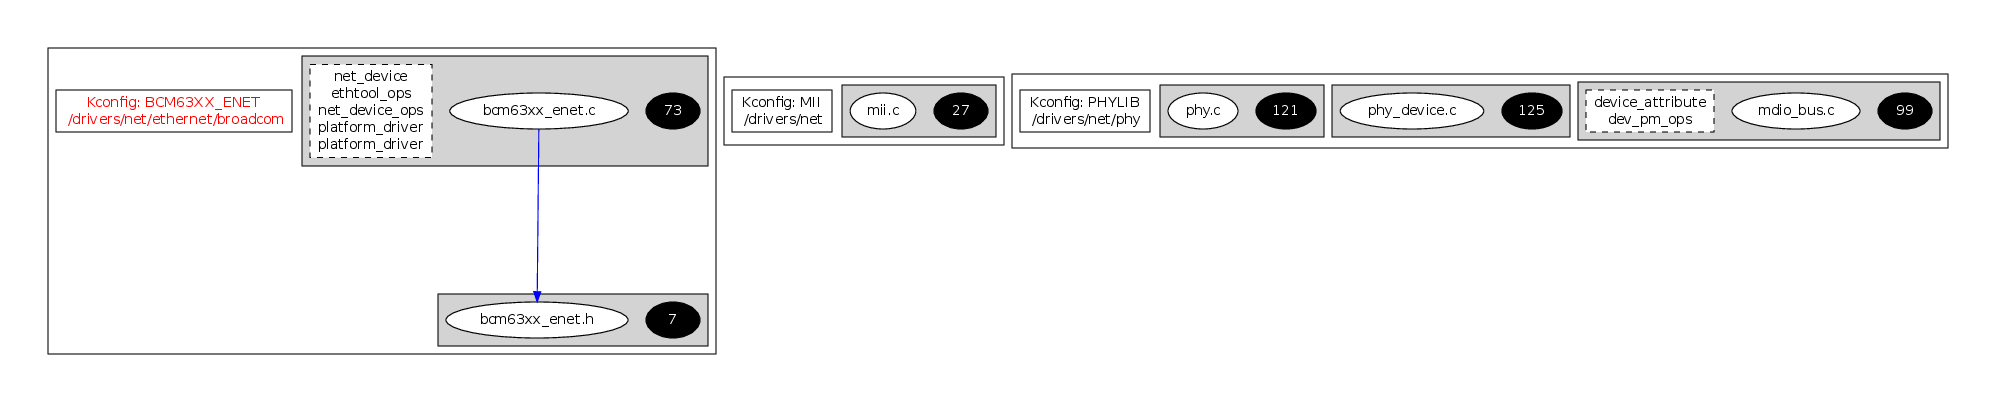 Kconfig: BCM63XX_ENET
/drivers/net/ethernet/broadcom
net_device
ethtool_ops
net_device_ops
platform_driver
platform_driver
bcm63xx_enet.c
73
bcm63xx_enet.h
7
Kconfig: MII
/drivers/net
mii.c
27
Kconfig: PHYLIB
/drivers/net/phy
phy.c
121
phy_device.c
125
device_attribute
dev_pm_ops
mdio_bus.c
99